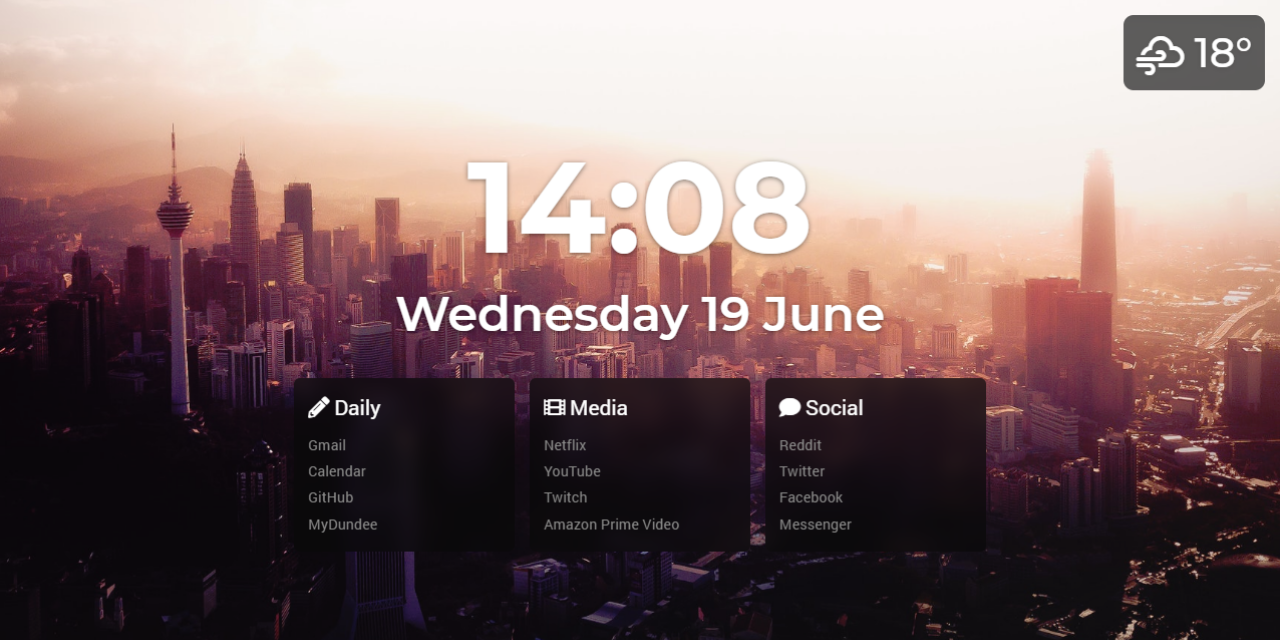 18°
14:08
Wednesday 19 June
Daily
Gmail
Calendar
GitHub
MyDundee
Media
Netflix
YouTube
Twitch
Amazon Prime Video
Social
Reddit
Twitter
Facebook
Messenger